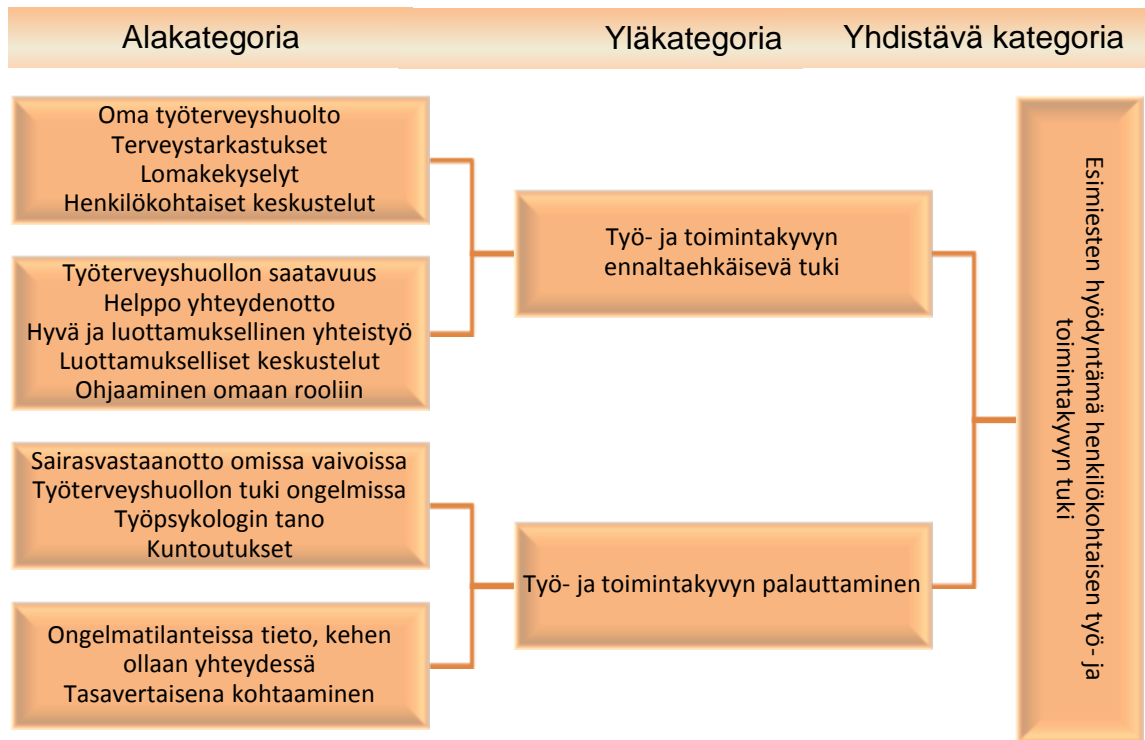 Alakategoria
Yläkategoria
Yhdistävä kategoria
Oma työterveyshuolto
Terveystarkastukset
Lomakekyselyt
Henkilökohtaiset keskustelut
Työterveyshuollon saatavuus
Helppo yhteydenotto
Hyvä ja luottamuksellinen yhteistyö
Luottamukselliset keskustelut
Ohjaaminen omaan rooliin
Sairasvastaanotto omissa vaivoissa
Työterveyshuollon tuki ongelmissa
Työpsykologin tano
Kuntoutukset
Ongelmatilanteissa tieto, kehen
ollaan yhteydessä
Tasavertaisena kohtaaminen
Työ- ja toimintakyvyn
ennaltaehkäisevä tuki
Työ- ja toimintakyvyn palauttaminen
Esimiesten hyödyntämä henkilökohtaisen työ- ja
toimintakyvyn tuki